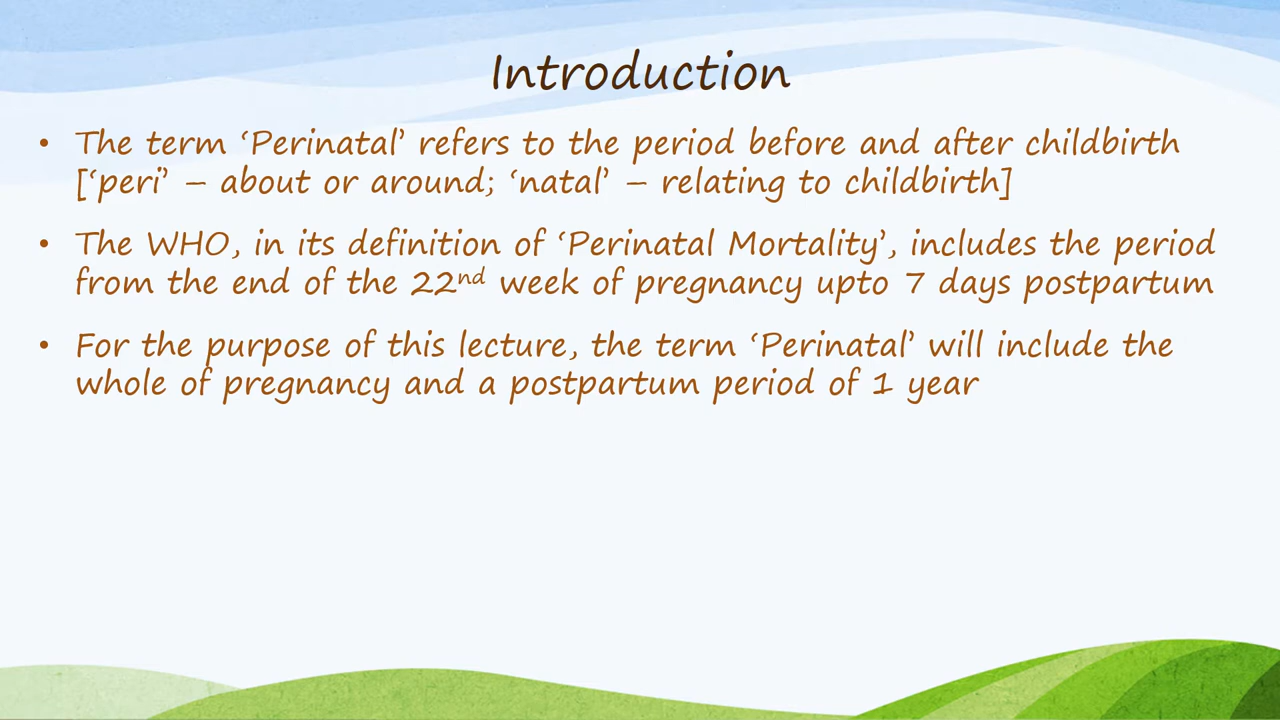 Introduction
• The term ‘Perinatal’ refers to the period before and after childbirth
[‘peri’ – about or around; ‘natal’ – relating to childbirth]
• The WHO, in its definition of ‘Perinatal Mortality’, includes the period
from the end of the 22nd week of pregnancy upto 7 days postpartum
• For the purpose of this lecture, the term ‘Perinatal’ will include the
whole of pregnancy and a postpartum period of 1 year